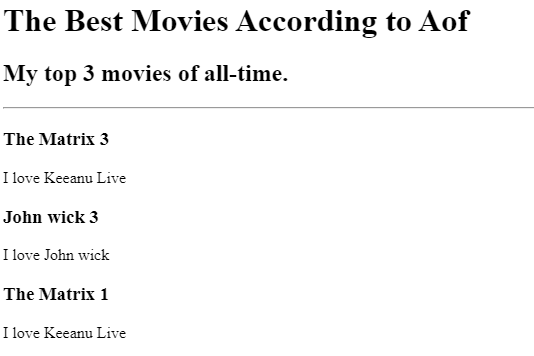 The Best Movies According to Aof
My top 3 movies of all-time.
The Matrix 3
I love Keeanu Live
John wick 3
I love John wick
The Matrix 1
I love Keeanu Live